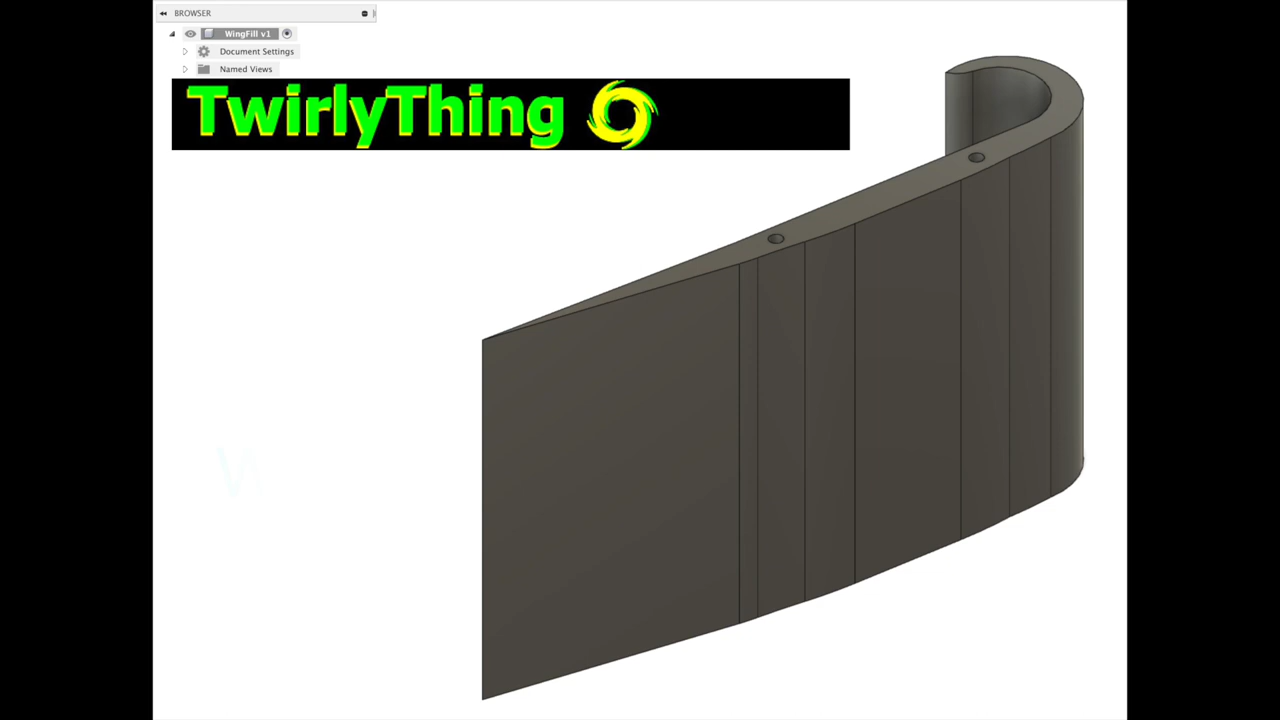 BROWSER
WingFill v1
Document Settings
Named Views
TwirlyThing
W